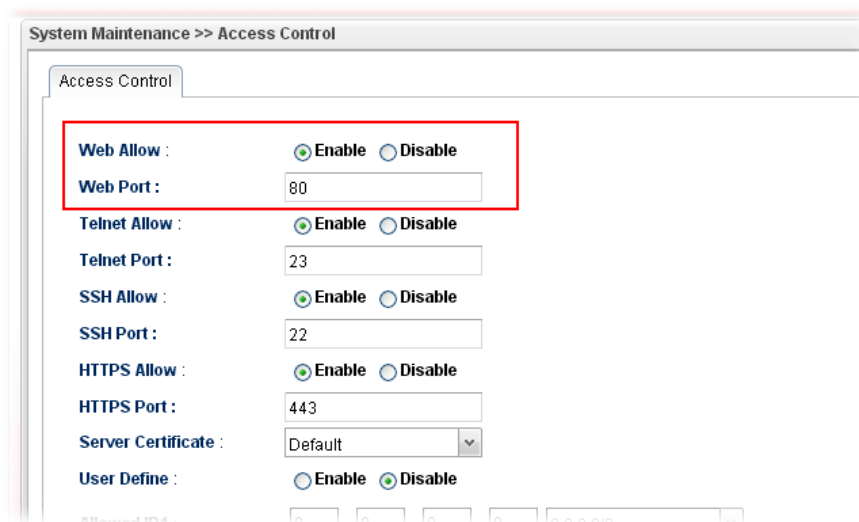 System Maintenance >> Access Control
Access Control
Web Allow : Enable Disable
Web Port : 80
Telnet Allow : Enable Disable
Telnet Port : 23
SSH Allow : Enable Disable
SSH Port : 22
HTTPS Allow : Enable Disable
HTTPS Port : 443
Server Certificate : Default
User Define : Enable Disable